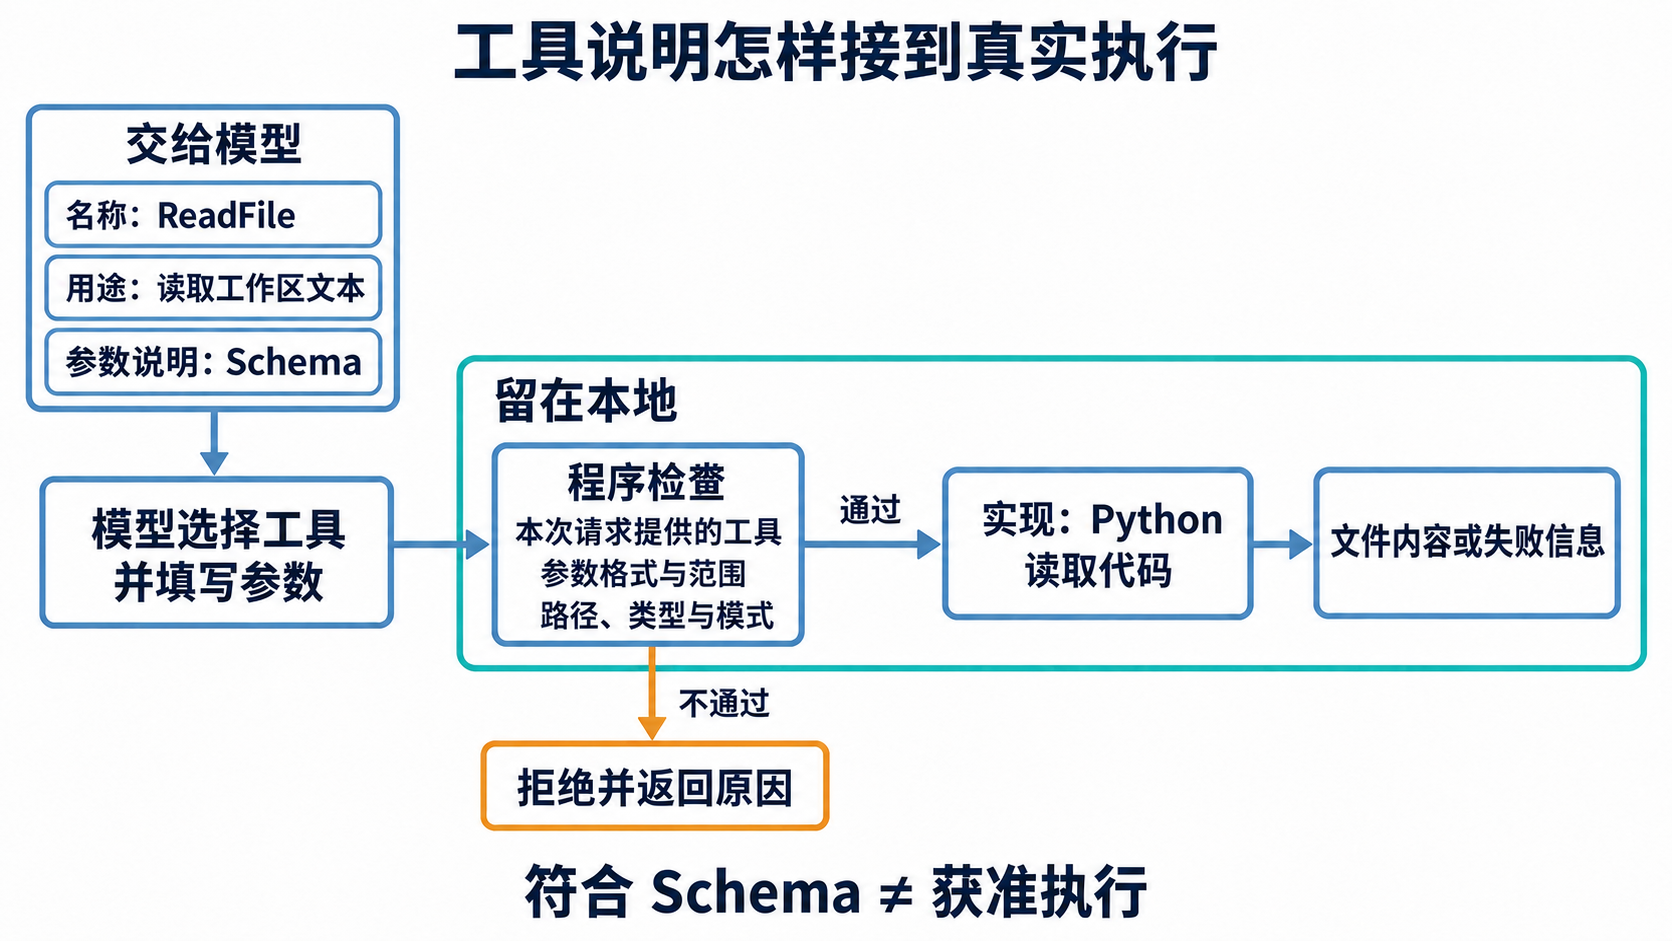 工具说明怎样接到真实执行
交给模型
名称：ReadFile
用途：读取工作区文本
参数说明：Schema
模型选择工具
并填写参数
留在本地
程序检查
本次请求提供的工具
参数格式与范围
路径、类型与模式
通过
实现：Python
读取代码
文件内容或失败信息
不通过
拒绝并返回原因
符合 Schema ≠ 获准执行